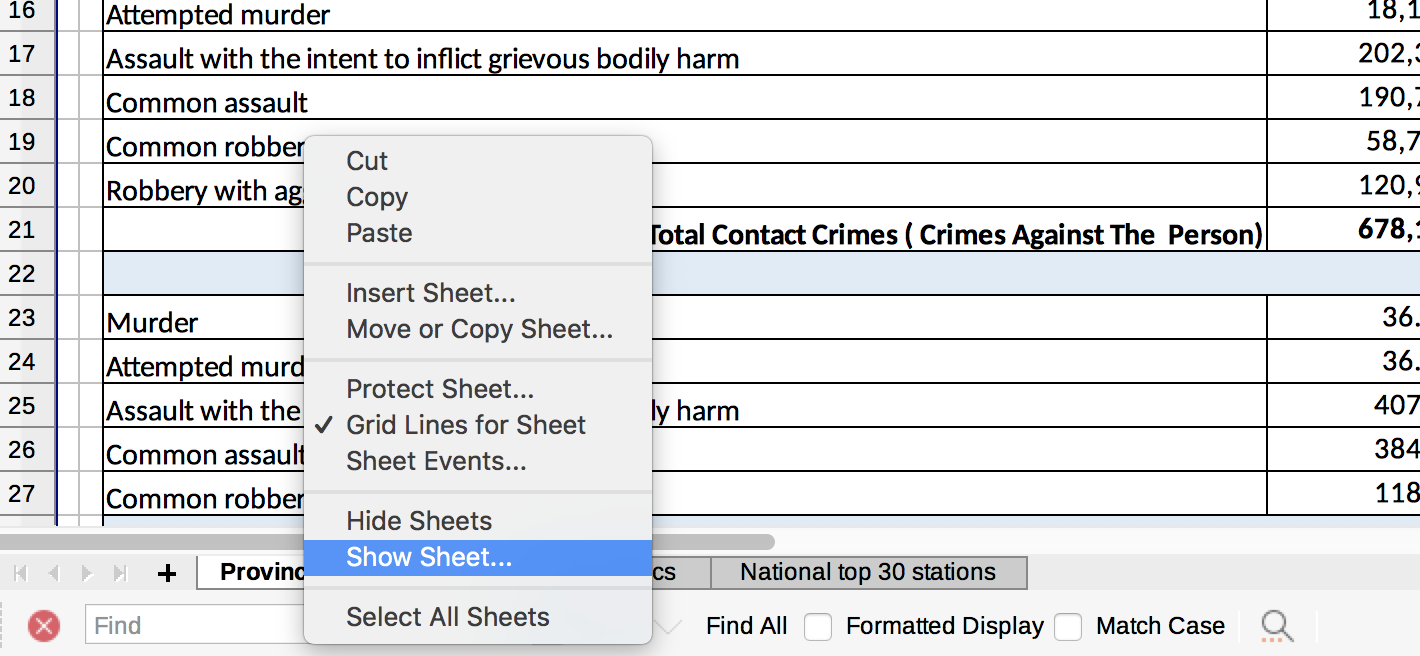 16 Attempted murder 18,1
17 Assault with the intent to inflict grievous bodily harm 202,3
18 Common assault 190,7
19 Common robber 58,7
20 Robbery with ag 120,9
21 Total Contact Crimes ( Crimes Against The Person) 678,1
22
23 Murder 36.
24 Attempted murd 36.
25 Assault with the ly harm 407
26 Common assault 384
27 Common robber 118
Cut
Copy
Paste
Insert Sheet...
Move or Copy Sheet...
Protect Sheet...
✓ Grid Lines for Sheet
Sheet Events...
Hide Sheets
Show Sheet...
Select All Sheets
+ Provinc cs National top 30 stations
Find Find All Formatted Display Match Case